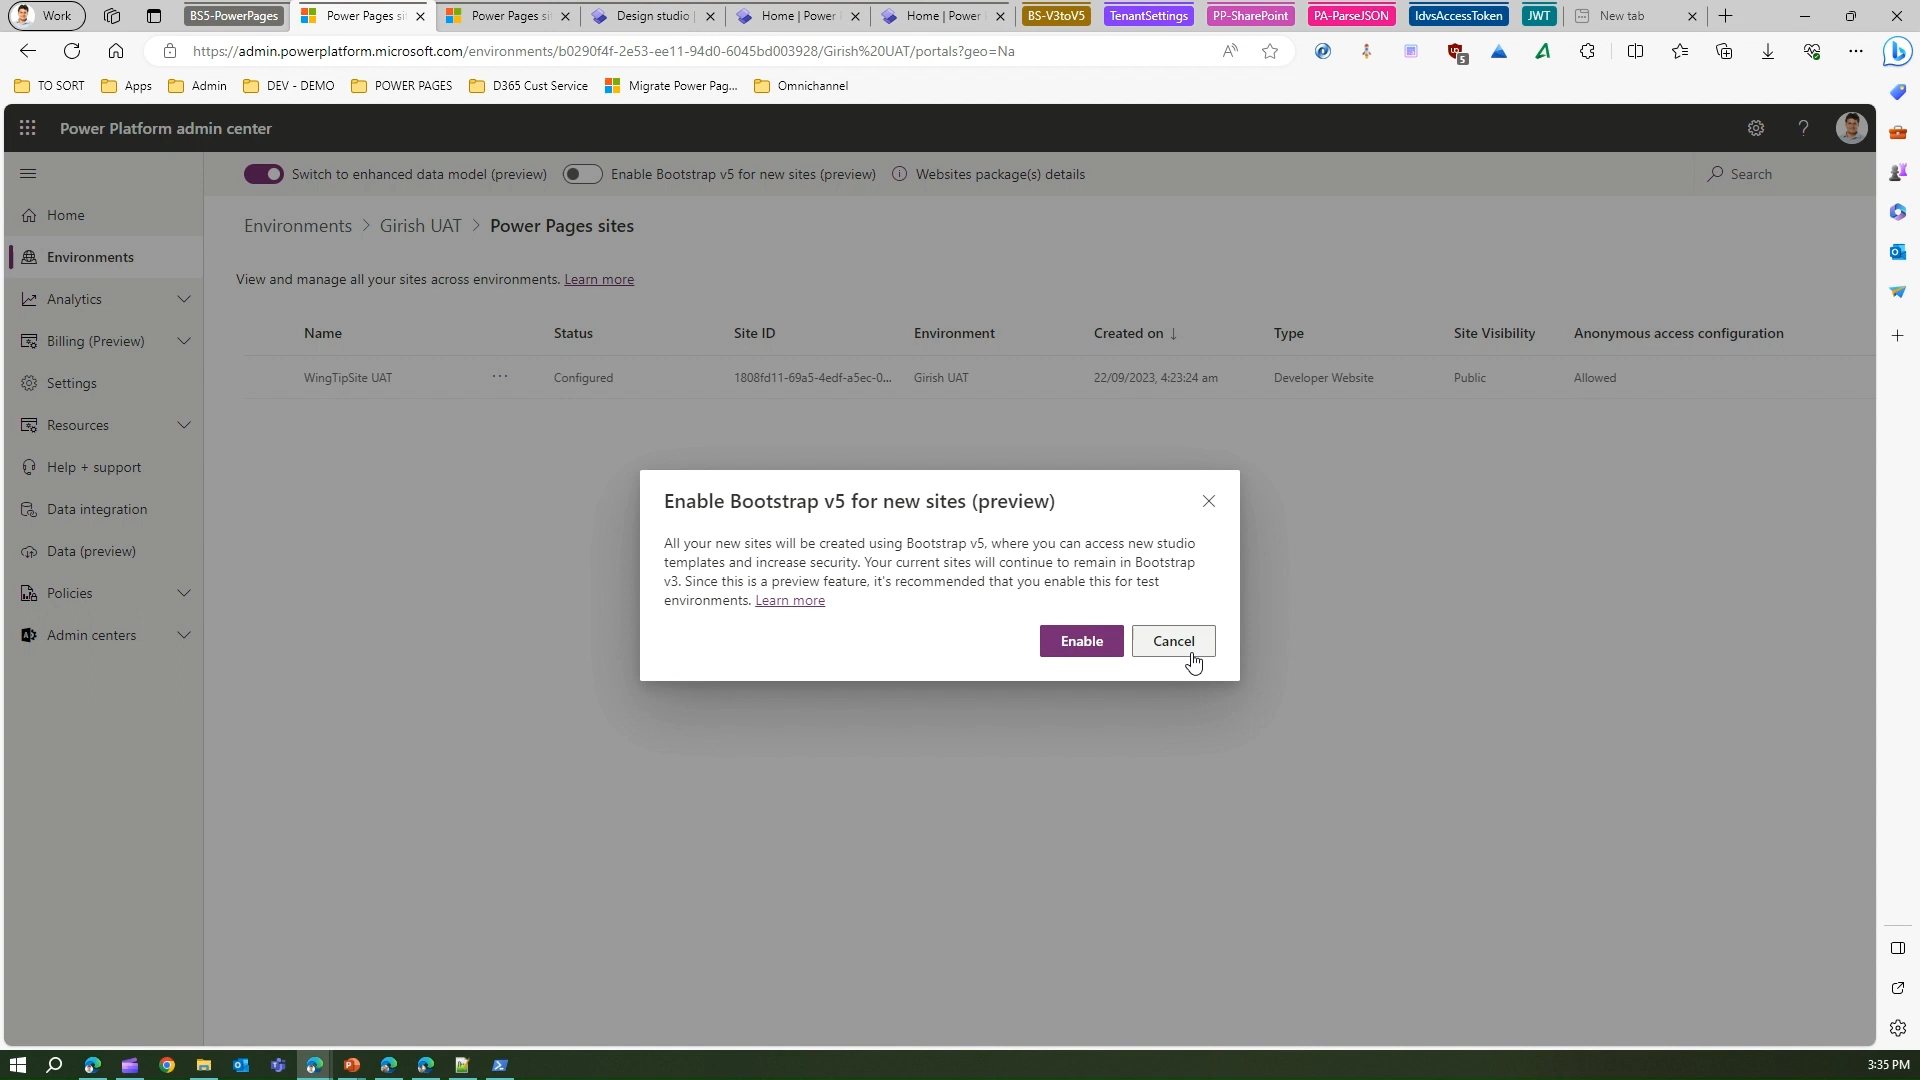 Work
BS5-PowerPages
Power Pages si
Power Pages si
Design studio
Home | Power
Home | Power
BS-V3toV5
TenantSettings
PP-SharePoint
PA-ParseJSON
IdvsAccessToken
JWT
New tab
https://admin.powerplatform.microsoft.com/environments/b0290f4f-2e53-ee11-94d0-6045bd003928/Girish%20UAT/portals?geo=Na
5
TO SORT
Apps
Admin
DEV - DEMO
POWER PAGES
D365 Cust Service
Migrate Power Pag...
Omnichannel
Power Platform admin center
Switch to enhanced data model (preview)
Enable Bootstrap v5 for new sites (preview)
Websites package(s) details
Search
Home
Environments
Analytics
Billing (Preview)
Settings
Resources
Help + support
Data integration
Data (preview)
Policies
Admin centers
Environments > Girish UAT > Power Pages sites
View and manage all your sites across environments. Learn more
Name Status Site ID Environment Created on ↓ Type Site Visibility Anonymous access configuration
WingTipSite UAT ... Configured 1808fd11-69a5-4edf-a5ec-0... Girish UAT 22/09/2023, 4:23:24 am Developer Website Public Allowed
Enable Bootstrap v5 for new sites (preview)
All your new sites will be created using Bootstrap v5, where you can access new studio
templates and increase security. Your current sites will continue to remain in Bootstrap
v3. Since this is a preview feature, it's recommended that you enable this for test
environments. Learn more
Enable
Cancel
3:35 PM